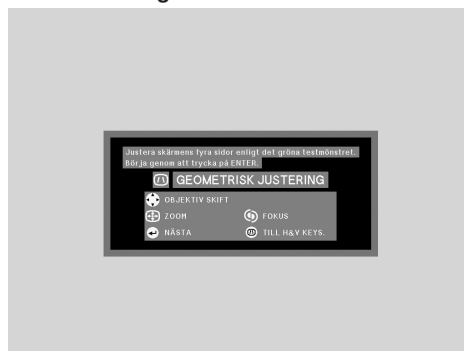 Justera skärmens fyra sidor enligt det gröna testmönstret.
Börja genom att trycka på ENTER.
GEOMETRISK JUSTERING
OBJEKTIV SKIFT
ZOOM FOKUS
NÄSTA TILL H&V KEYS.